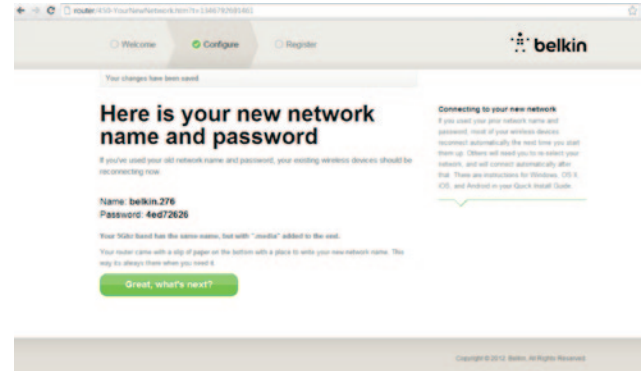 router/450-YourNewNetwork.htm?t=
Welcome
Configure
Register
belkin
Your changes have been saved
Here is your new network
name and password
If you've used your old network name and password, your existing wireless devices should be
reconnecting now.
Name: belkin.276
Password: 4ed72626
Your 5Ghz band has the same name, but with ".media" added to the end.
Your router came with a slip of paper on the bottom with a place to write your new network name. This
way its always there when you need it.
Great, what's next?
Connecting to your new network
If you used your prior network name and
password, most of your wireless devices
reconnect automatically the next time you start
them up. Others will need you to re-select your
network, and will connect automatically after
that. There are instructions for Windows, OS X,
iOS, and Android in your Quick Install Guide.
Copyright © 2012 Belkin, All Rights Reserved